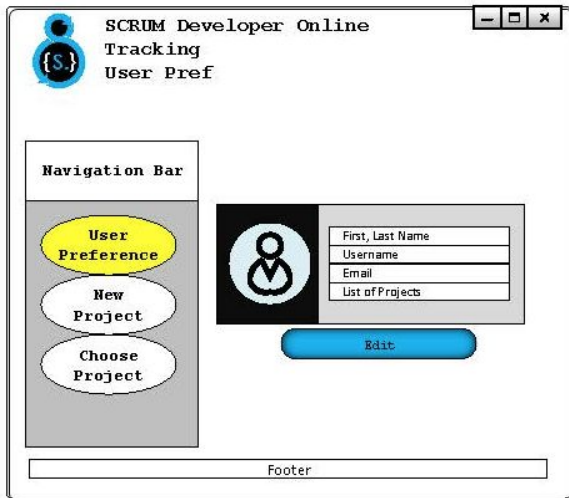 SCRUM Developer Online
Tracking
User Pref
{S.}
Navigation Bar
User
Preference
New
Project
Choose
Project
First, Last Name
Username
Email
List of Projects
Edit
Footer